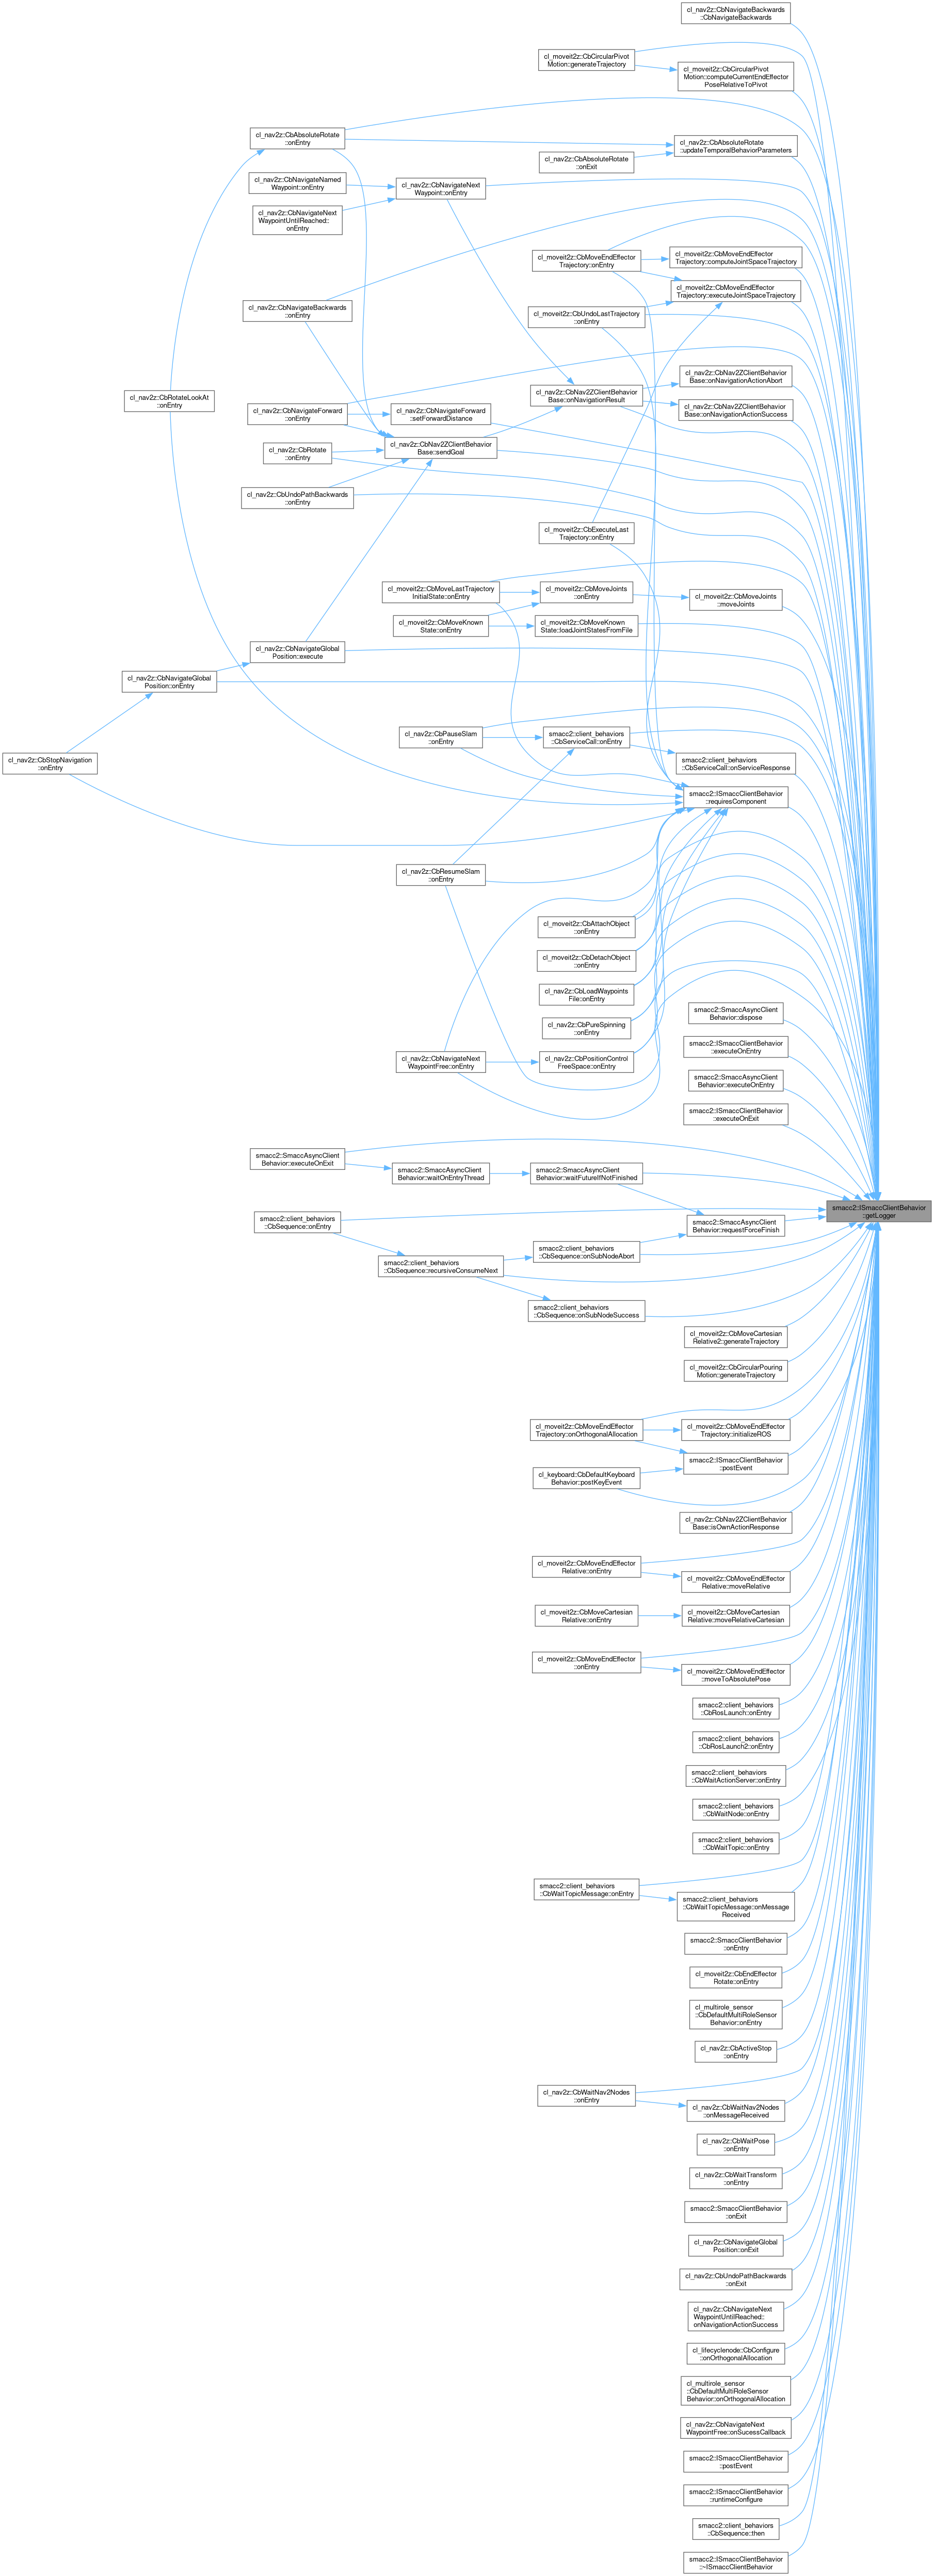 cl_nav2z::CbNavigateBackwards
::CbNavigateBackwards
cl_moveit2z::CbCircularPivot
Motion::generateTrajectory
cl_moveit2z::CbCircularPivot
Motion::computeCurrentEndEffector
PoseRelativeToPivot
cl_nav2z::CbAbsoluteRotate
::onEntry
cl_nav2z::CbAbsoluteRotate
::updateTemporalBehaviorParameters
cl_nav2z::CbAbsoluteRotate
::onExit
cl_nav2z::CbNavigateNamed
Waypoint::onEntry
cl_nav2z::CbNavigateNext
Waypoint::onEntry
cl_nav2z::CbNavigateNext
WaypointUntilReached::
onEntry
cl_moveit2z::CbMoveEndEffector
Trajectory::onEntry
cl_moveit2z::CbMoveEndEffector
Trajectory::computeJointSpaceTrajectory
cl_moveit2z::CbMoveEndEffector
Trajectory::executeJointSpaceTrajectory
cl_nav2z::CbNavigateBackwards
::onEntry
cl_moveit2z::CbUndoLastTrajectory
::onEntry
cl_nav2z::CbNav2ZClientBehavior
Base::onNavigationActionAbort
cl_nav2z::CbRotateLookAt
::onEntry
cl_nav2z::CbNav2ZClientBehavior
Base::onNavigationResult
cl_nav2z::CbNav2ZClientBehavior
Base::onNavigationActionSuccess
cl_nav2z::CbNavigateForward
::onEntry
cl_nav2z::CbNavigateForward
::setForwardDistance
cl_nav2z::CbRotate
::onEntry
cl_nav2z::CbNav2ZClientBehavior
Base::sendGoal
cl_nav2z::CbUndoPathBackwards
::onEntry
cl_moveit2z::CbExecuteLast
Trajectory::onEntry
cl_moveit2z::CbMoveLastTrajectory
InitialState::onEntry
cl_moveit2z::CbMoveJoints
::onEntry
cl_moveit2z::CbMoveJoints
::moveJoints
cl_moveit2z::CbMoveKnown
State::onEntry
cl_moveit2z::CbMoveKnown
State::loadJointStatesFromFile
cl_nav2z::CbNavigateGlobal
Position::execute
cl_nav2z::CbNavigateGlobal
Position::onEntry
cl_nav2z::CbPauseSlam
::onEntry
smacc2::client_behaviors
::CbServiceCall::onEntry
cl_nav2z::CbStopNavigation
::onEntry
smacc2::client_behaviors
::CbServiceCall::onServiceResponse
smacc2::ISmaccClientBehavior
::requiresComponent
cl_nav2z::CbResumeSlam
::onEntry
cl_moveit2z::CbAttachObject
::onEntry
cl_moveit2z::CbDetachObject
::onEntry
cl_nav2z::CbLoadWaypoints
File::onEntry
cl_nav2z::CbPureSpinning
::onEntry
cl_nav2z::CbNavigateNext
WaypointFree::onEntry
cl_nav2z::CbPositionControl
FreeSpace::onEntry
smacc2::SmaccAsyncClient
Behavior::dispose
smacc2::ISmaccClientBehavior
::executeOnEntry
smacc2::SmaccAsyncClient
Behavior::executeOnEntry
smacc2::ISmaccClientBehavior
::executeOnExit
smacc2::SmaccAsyncClient
Behavior::executeOnExit
smacc2::SmaccAsyncClient
Behavior::waitOnEntryThread
smacc2::SmaccAsyncClient
Behavior::waitFutureIfNotFinished
smacc2::ISmaccClientBehavior
::getLogger
smacc2::client_behaviors
::CbSequence::onEntry
smacc2::SmaccAsyncClient
Behavior::requestForceFinish
smacc2::client_behaviors
::CbSequence::recursiveConsumeNext
smacc2::client_behaviors
::CbSequence::onSubNodeAbort
smacc2::client_behaviors
::CbSequence::onSubNodeSuccess
cl_moveit2z::CbMoveCartesian
Relative2::generateTrajectory
cl_moveit2z::CbCircularPouring
Motion::generateTrajectory
cl_moveit2z::CbMoveEndEffector
Trajectory::onOrthogonalAllocation
cl_moveit2z::CbMoveEndEffector
Trajectory::initializeROS
smacc2::ISmaccClientBehavior
::postEvent
cl_keyboard::CbDefaultKeyboard
Behavior::postKeyEvent
cl_nav2z::CbNav2ZClientBehavior
Base::isOwnActionResponse
cl_moveit2z::CbMoveEndEffector
Relative::onEntry
cl_moveit2z::CbMoveEndEffector
Relative::moveRelative
cl_moveit2z::CbMoveCartesian
Relative::onEntry
cl_moveit2z::CbMoveCartesian
Relative::moveRelativeCartesian
cl_moveit2z::CbMoveEndEffector
::onEntry
cl_moveit2z::CbMoveEndEffector
::moveToAbsolutePose
smacc2::client_behaviors
::CbRosLaunch::onEntry
smacc2::client_behaviors
::CbRosLaunch2::onEntry
smacc2::client_behaviors
::CbWaitActionServer::onEntry
smacc2::client_behaviors
::CbWaitNode::onEntry
smacc2::client_behaviors
::CbWaitTopic::onEntry
smacc2::client_behaviors
::CbWaitTopicMessage::onEntry
smacc2::client_behaviors
::CbWaitTopicMessage::onMessage
Received
smacc2::SmaccClientBehavior
::onEntry
cl_moveit2z::CbEndEffector
Rotate::onEntry
cl_multirole_sensor
::CbDefaultMultiRoleSensor
Behavior::onEntry
cl_nav2z::CbActiveStop
::onEntry
cl_nav2z::CbWaitNav2Nodes
::onEntry
cl_nav2z::CbWaitNav2Nodes
::onMessageReceived
cl_nav2z::CbWaitPose
::onEntry
cl_nav2z::CbWaitTransform
::onEntry
smacc2::SmaccClientBehavior
::onExit
cl_nav2z::CbNavigateGlobal
Position::onExit
cl_nav2z::CbUndoPathBackwards
::onExit
cl_nav2z::CbNavigateNext
WaypointUntilReached::
onNavigationActionSuccess
cl_lifecyclenode::CbConfigure
::onOrthogonalAllocation
cl_multirole_sensor
::CbDefaultMultiRoleSensor
Behavior::onOrthogonalAllocation
cl_nav2z::CbNavigateNext
WaypointFree::onSucessCallback
smacc2::ISmaccClientBehavior
::postEvent
smacc2::ISmaccClientBehavior
::runtimeConfigure
smacc2::client_behaviors
::CbSequence::then
smacc2::ISmaccClientBehavior
::~ISmaccClientBehavior